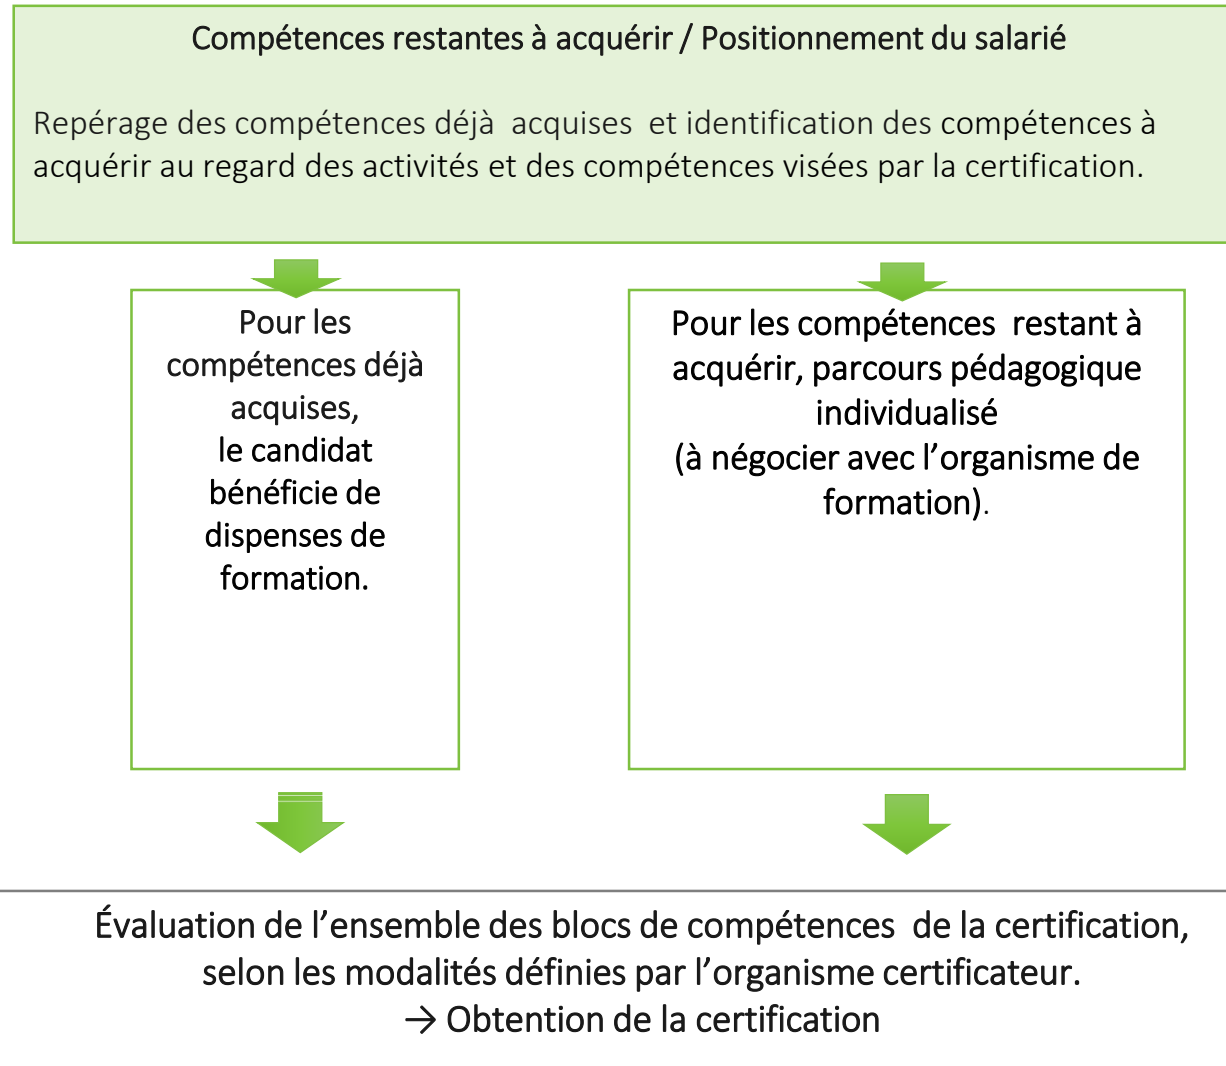 Compétences restantes à acquérir / Positionnement du salarié
Repérage des compétences déjà acquises et identification des compétences à
acquérir au regard des activités et des compétences visées par la certification.
Pour les
compétences déjà
acquises,
le candidat
bénéficie de
dispenses de
formation.
Pour les compétences restant à
acquérir, parcours pédagogique
individualisé
(à négocier avec l’organisme de
formation).
Évaluation de l’ensemble des blocs de compétences de la certification,
selon les modalités définies par l’organisme certificateur.
→ Obtention de la certification